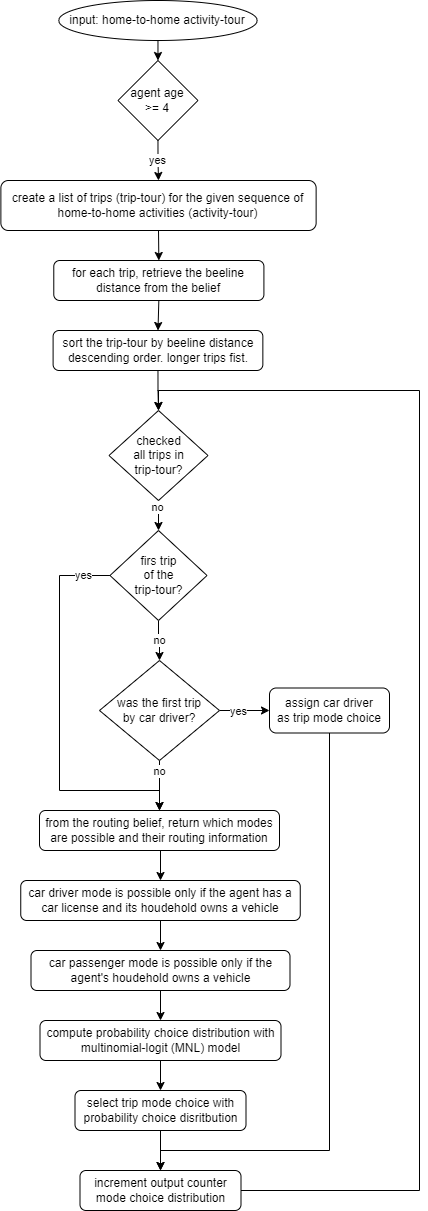 input: home-to-home activity-tour
agent age
>= 4
yes
create a list of trips (trip-tour) for the given sequence of
home-to-home activities (activity-tour)
for each trip, retrieve the beeline
distance from the belief
sort the trip-tour by beeline distance
descending order. longer trips fist.
checked
all trips in
trip-tour?
no
firs trip
of the
trip-tour?
yes
no
was the first trip
by car driver?
yes
assign car driver
as trip mode choice
no
from the routing belief, return which modes
are possible and their routing information
car driver mode is possible only if the agent has a
car license and its houdehold owns a vehicle
car passenger mode is possible only if the
agent's houdehold owns a vehicle
compute probability choice distribution with
multinomial-logit (MNL) model
select trip mode choice with
probability choice disritbution
increment output counter
mode choice distribution